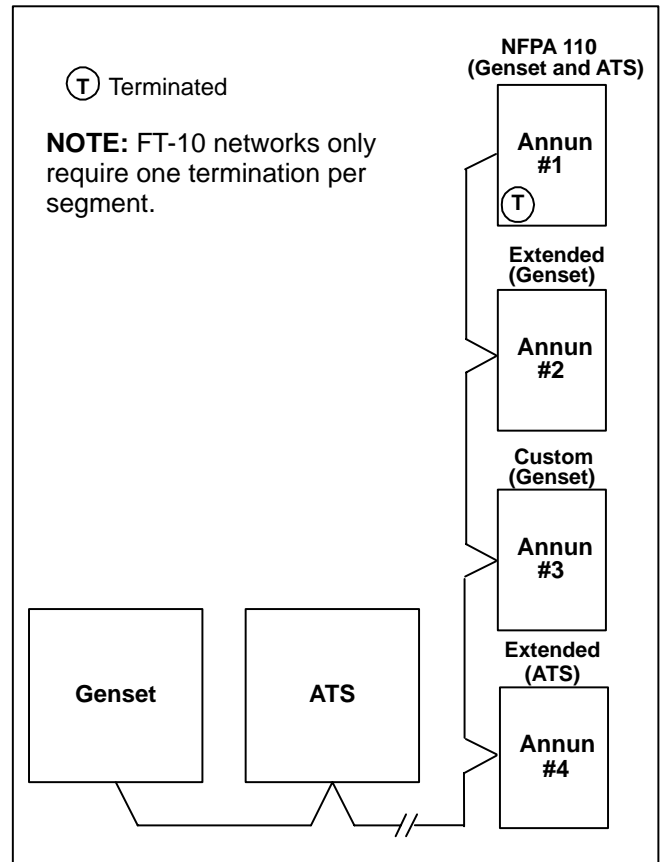 T Terminated
NOTE: FT-10 networks only
require one termination per
segment.
NFPA 110
(Genset and ATS)
Annun
#1
T
Extended
(Genset)
Annun
#2
Custom
(Genset)
Annun
#3
Extended
(ATS)
Annun
#4
Genset
ATS